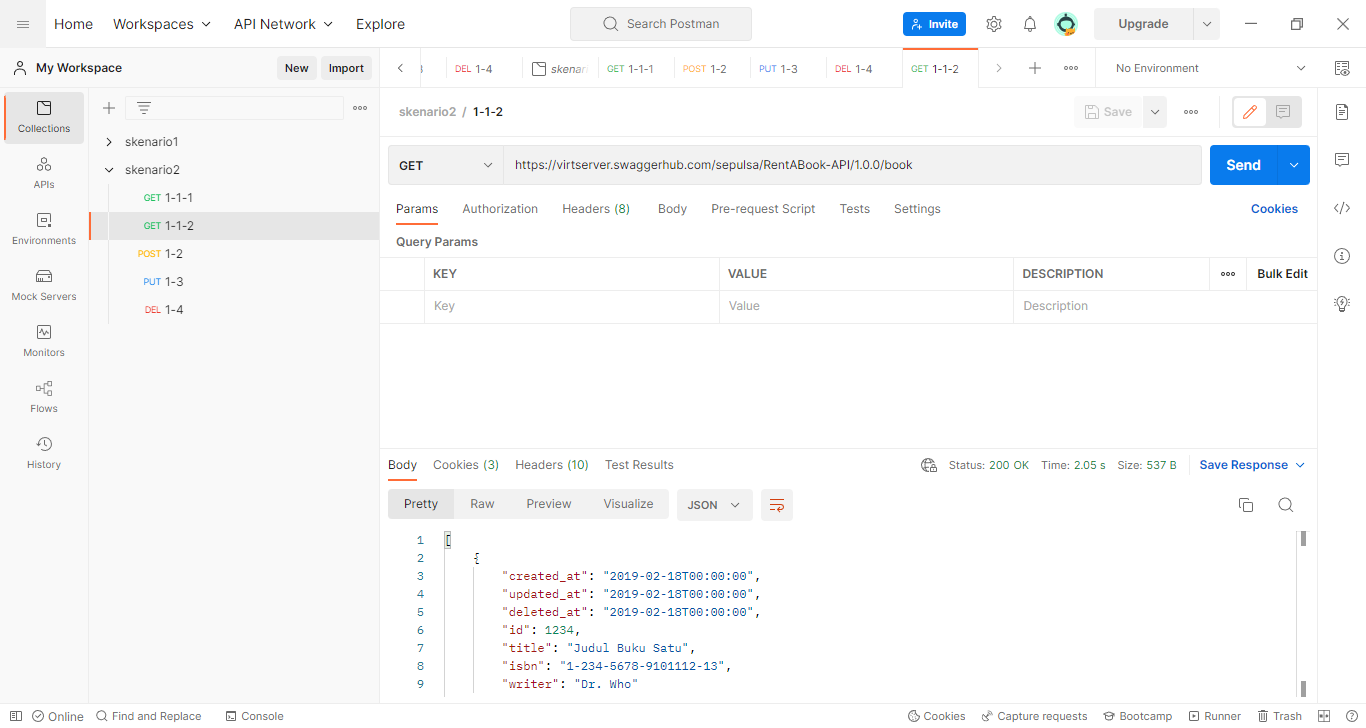 Home Workspaces API Network Explore Search Postman Invite Upgrade
My Workspace New Import DEL 1-4 skenar GET 1-1-1 POST 1-2 PUT 1-3 DEL 1-4 GET 1-1-2 No Environment
Collections
APIs
Environments
Mock Servers
Monitors
Flows
History
skenario1
skenario2
GET 1-1-1
GET 1-1-2
POST 1-2
PUT 1-3
DEL 1-4
skenario2 / 1-1-2 Save
GET https://virtserver.swaggerhub.com/sepulsa/RentABook-API/1.0.0/book Send
Params Authorization Headers (8) Body Pre-request Script Tests Settings Cookies
Query Params
KEY VALUE DESCRIPTION Bulk Edit
Key Value Description
Body Cookies (3) Headers (10) Test Results Status: 200 OK Time: 2.05 s Size: 537 B Save Response
Pretty Raw Preview Visualize JSON
1 [
2 {
3 "created_at": "2019-02-18T00:00:00",
4 "updated_at": "2019-02-18T00:00:00",
5 "deleted_at": "2019-02-18T00:00:00",
6 "id": 1234,
7 "title": "Judul Buku Satu",
8 "isbn": "1-234-5678-9101112-13",
9 "writer": "Dr. Who"
Online Find and Replace Console Cookies Capture requests Bootcamp Runner Trash